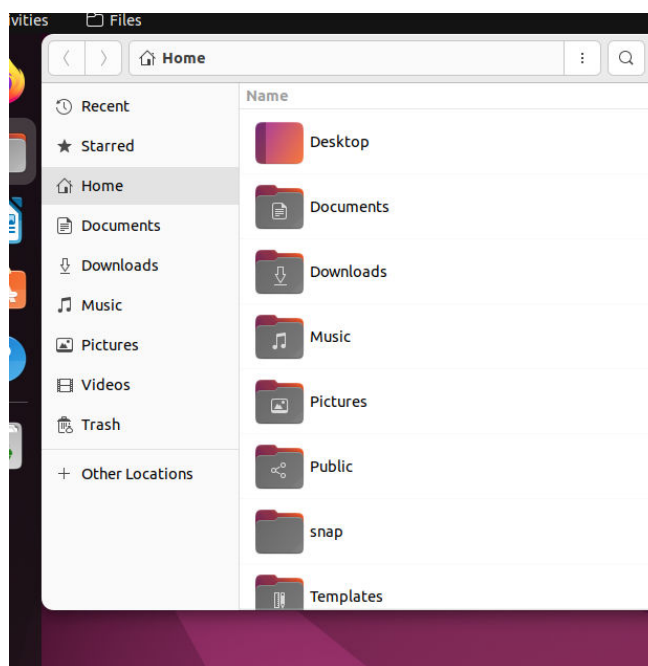 vities Files
Home
Recent
Starred
Home
Documents
Downloads
Music
Pictures
Videos
Trash
Other Locations
Name
Desktop
Documents
Downloads
Music
Pictures
Public
snap
Templates